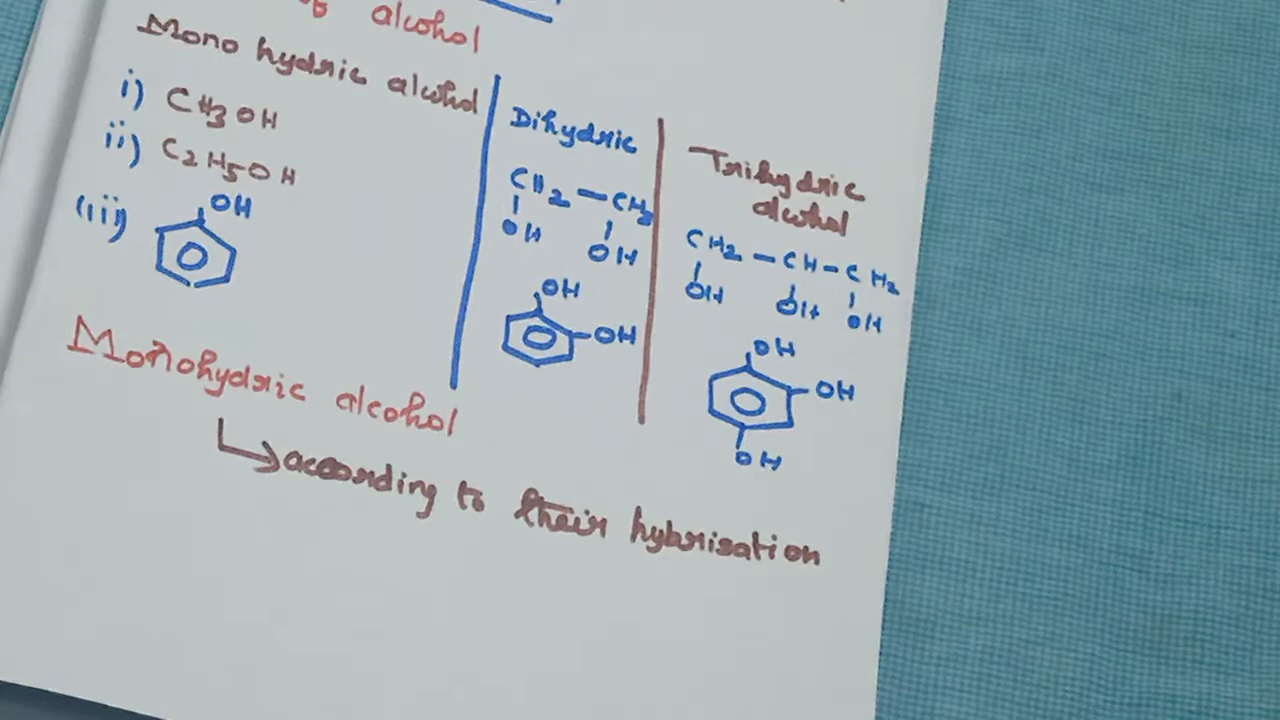 of alcohol
Mono hydric alcohol
i) CH3OH
ii) C2H5OH
(iii)
OH
Dihydric
CH2 — CH2
OH
OH
OH
OH
Trihydric
alcohol
CH2 — CH — CH2
OH OH OH
OH
OH
OH
Monohydric alcohol
according to their hybrisation